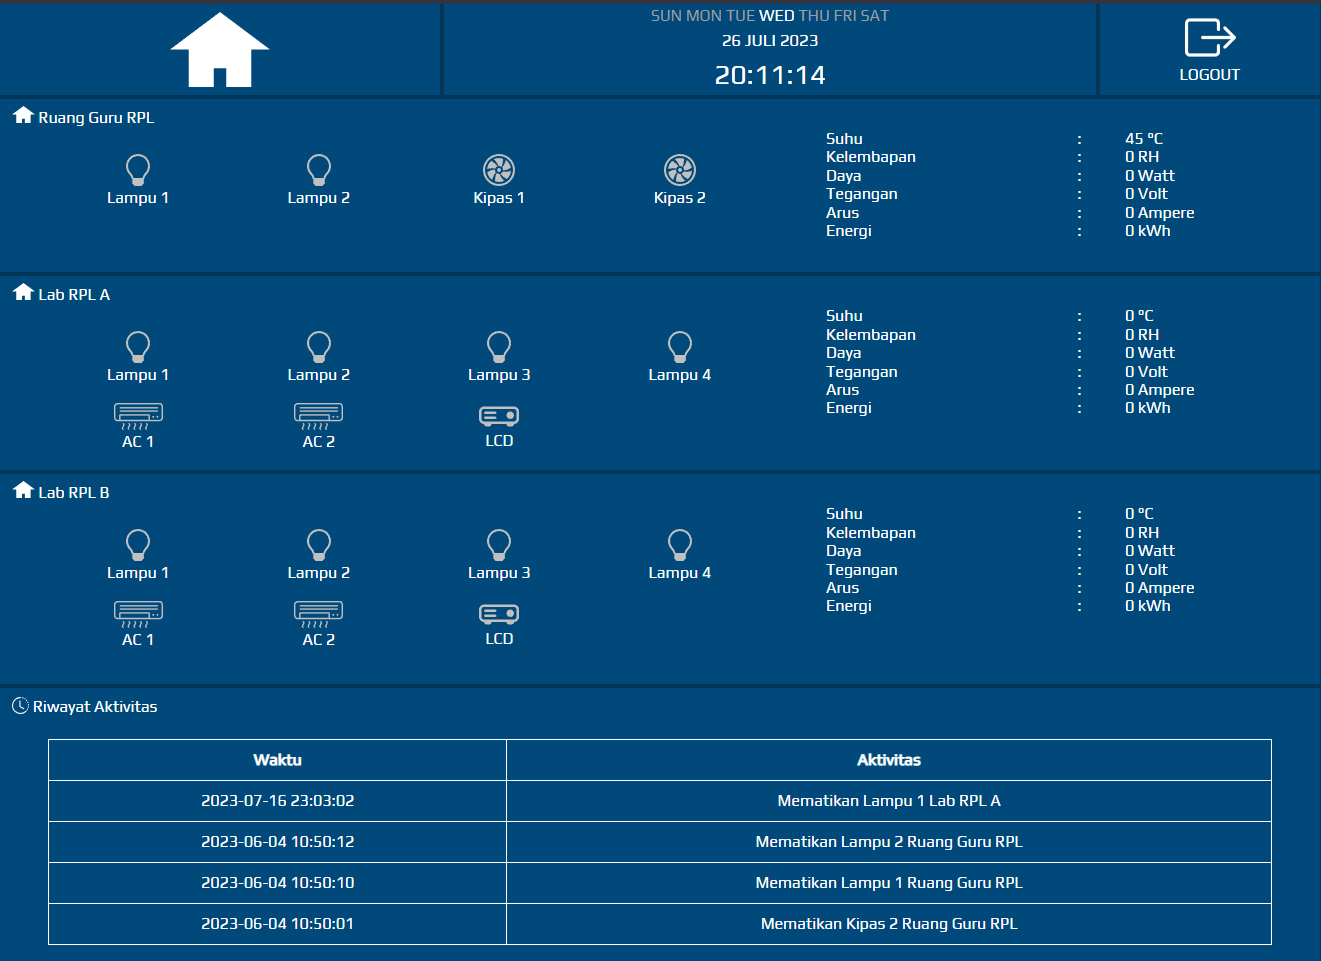 SUN MON TUE WED THU FRI SAT
26 JULI 2023
20:11:14
LOGOUT
Ruang Guru RPL
Lampu 1 Lampu 2 Kipas 1 Kipas 2
Suhu : 45 °C
Kelembapan : 0 RH
Daya : 0 Watt
Tegangan : 0 Volt
Arus : 0 Ampere
Energi : 0 kWh
Lab RPL A
Lampu 1 Lampu 2 Lampu 3 Lampu 4
AC 1 AC 2 LCD
Suhu : 0 °C
Kelembapan : 0 RH
Daya : 0 Watt
Tegangan : 0 Volt
Arus : 0 Ampere
Energi : 0 kWh
Lab RPL B
Lampu 1 Lampu 2 Lampu 3 Lampu 4
AC 1 AC 2 LCD
Suhu : 0 °C
Kelembapan : 0 RH
Daya : 0 Watt
Tegangan : 0 Volt
Arus : 0 Ampere
Energi : 0 kWh
Riwayat Aktivitas
Waktu Aktivitas
2023-07-16 23:03:02 Mematikan Lampu 1 Lab RPL A
2023-06-04 10:50:12 Mematikan Lampu 2 Ruang Guru RPL
2023-06-04 10:50:10 Mematikan Lampu 1 Ruang Guru RPL
2023-06-04 10:50:01 Mematikan Kipas 2 Ruang Guru RPL